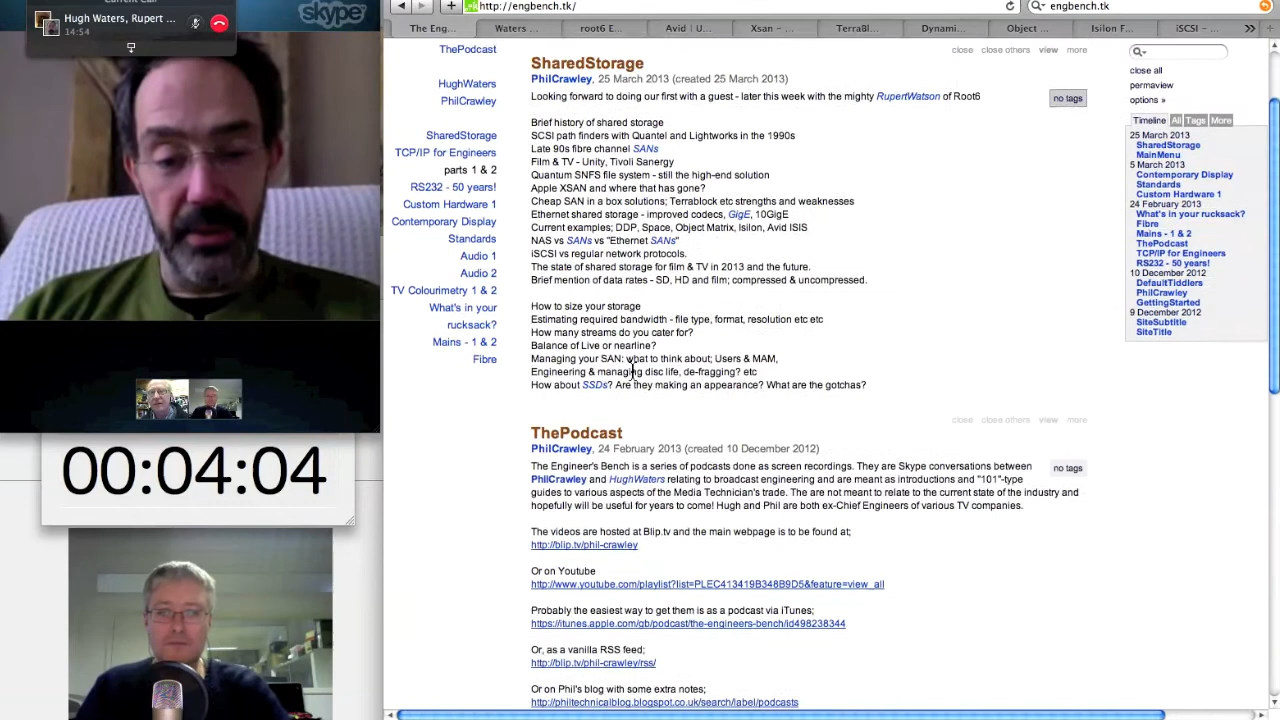 Current Call
Hugh Waters, Rupert ...
14:54
skype
http://engbench.tk/
engbench.tk
The Eng...
Waters ...
root6 E...
Avid | U...
Xsan – ...
TerraBl...
Dynami...
Object ...
Isilon F...
iSCSI – ...
ThePodcast
HughWaters
PhilCrawley
SharedStorage
TCP/IP for Engineers
parts 1 & 2
RS232 - 50 years!
Custom Hardware 1
Contemporary Display
Standards
Audio 1
Audio 2
TV Colourimetry 1 & 2
What's in your
rucksack?
Mains - 1 & 2
Fibre
close close others view more
SharedStorage
PhilCrawley, 25 March 2013 (created 25 March 2013)
Looking forward to doing our first with a guest - later this week with the mighty RupertWatson of Root6
no tags
Brief history of shared storage
SCSI path finders with Quantel and Lightworks in the 1990s
Late 90s fibre channel SANs
Film & TV - Unity, Tivoli Sanergy
Quantum SNFS file system - still the high-end solution
Apple XSAN and where that has gone?
Cheap SAN in a box solutions; Terrablock etc strengths and weaknesses
Ethernet shared storage - improved codecs, GigE, 10GigE
Current examples; DDP, Space, Object Matrix, Isilon, Avid ISIS
NAS vs SANs vs "Ethernet SANs"
iSCSI vs regular network protocols.
The state of shared storage for film & TV in 2013 and the future.
Brief mention of data rates - SD, HD and film; compressed & uncompressed.
How to size your storage
Estimating required bandwidth - file type, format, resolution etc etc
How many streams do you cater for?
Balance of Live or nearline?
Managing your SAN: what to think about; Users & MAM,
Engineering & managing disc life, de-fragging? etc
How about SSDs? Are they making an appearance? What are the gotchas?
close close others view more
ThePodcast
PhilCrawley, 24 February 2013 (created 10 December 2012)
no tags
The Engineer's Bench is a series of podcasts done as screen recordings. They are Skype conversations between
PhilCrawley and HughWaters relating to broadcast engineering and are meant as introductions and "101"-type
guides to various aspects of the Media Technician's trade. The are not meant to relate to the current state of the industry and
hopefully will be useful for years to come! Hugh and Phil are both ex-Chief Engineers of various TV companies.
The videos are hosted at Blip.tv and the main webpage is to be found at;
http://blip.tv/phil-crawley
Or on Youtube
http://www.youtube.com/playlist?list=PLEC413419B348B9D5&feature=view_all
Probably the easiest way to get them is as a podcast via iTunes;
https://itunes.apple.com/gb/podcast/the-engineers-bench/id498238344
Or, as a vanilla RSS feed;
http://blip.tv/phil-crawley/rss/
Or on Phil's blog with some extra notes;
http://philtechnicalblog.blogspot.co.uk/search/label/podcasts
close all
permaview
options »
Timeline All Tags More
25 March 2013
SharedStorage
MainMenu
5 March 2013
Contemporary Display
Standards
Custom Hardware 1
24 February 2013
What's in your rucksack?
Fibre
Mains - 1 & 2
ThePodcast
TCP/IP for Engineers
RS232 - 50 years!
10 December 2012
DefaultTiddlers
PhilCrawley
GettingStarted
9 December 2012
SiteSubtitle
SiteTitle
00:04:04